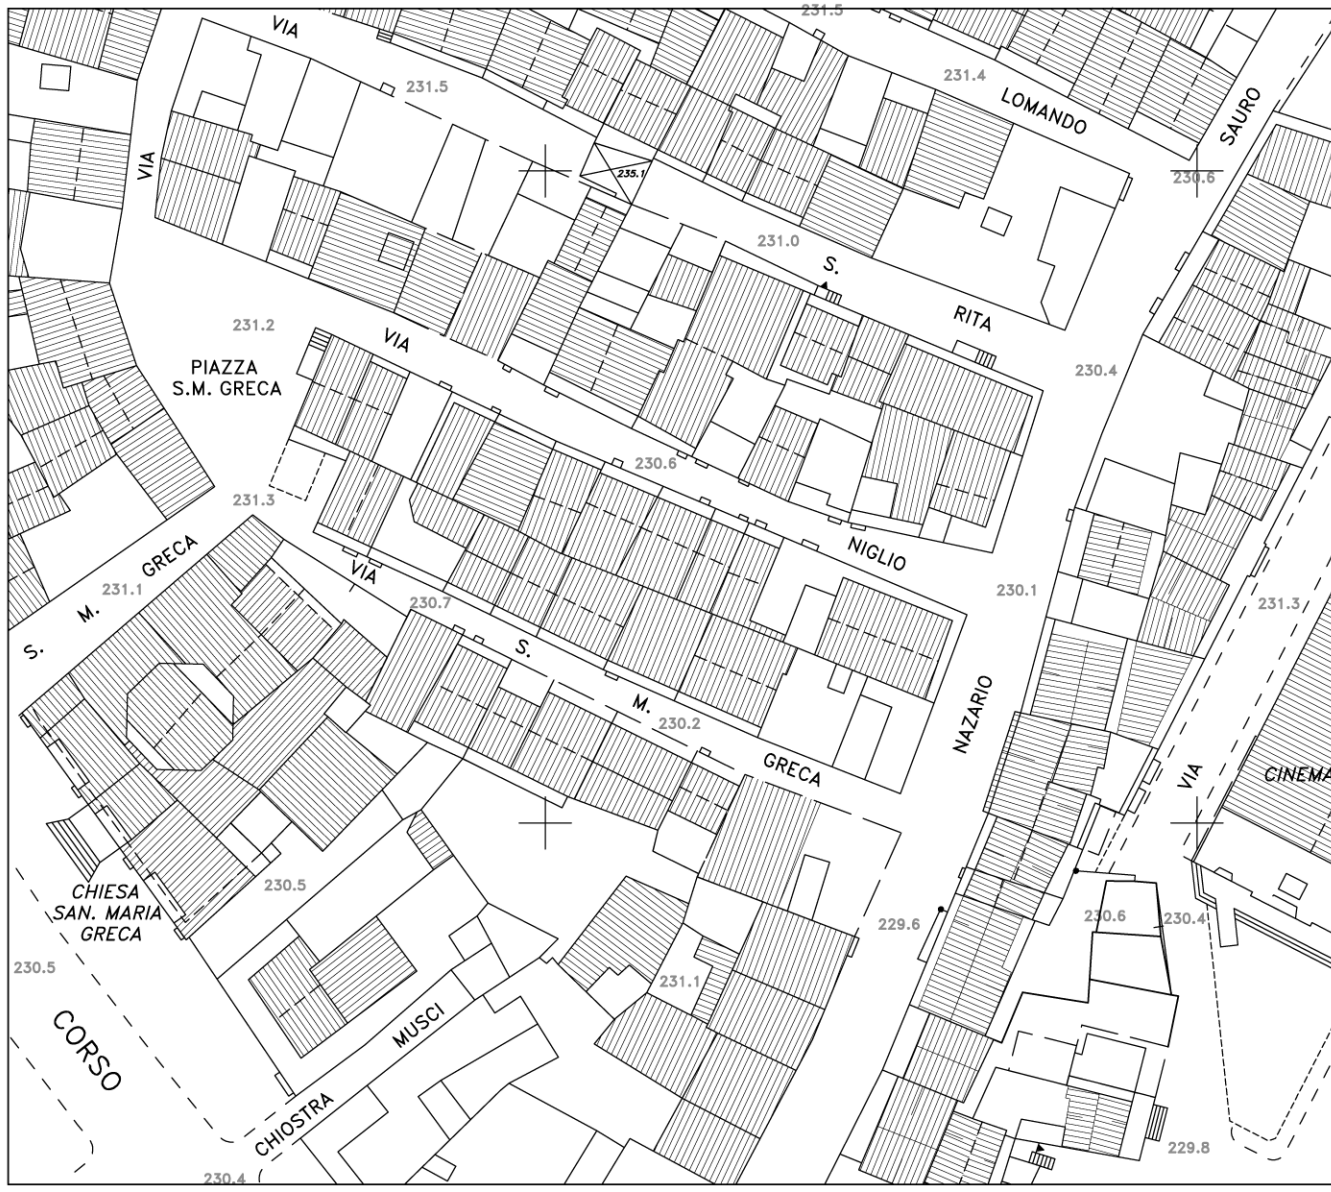 231.5
VIA
231.4
231.5
LOMANDO
SAURO
VIA
235.1
230.6
231.0
S.
RITA
231.2
VIA
230.4
PIAZZA
S.M. GRECA
230.6
231.3
NIGLIO
GRECA
VIA
231.1
230.7
230.1
231.3
M.
S.
S.
M.
230.2
NAZARIO
GRECA
VIA
CINEMA
CHIESA
SAN. MARIA
GRECA
230.5
229.6
230.6
230.4
230.5
231.1
CORSO
MUSCI
CHIOSTRA
229.8
230.4